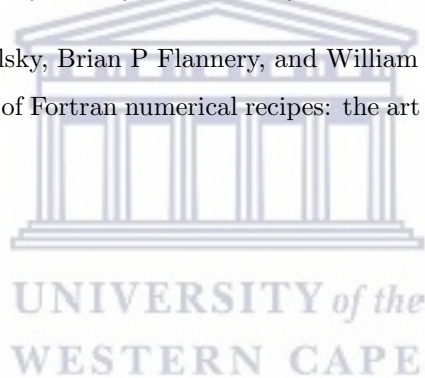 lsky, Brian P Flannery, and William
of Fortran numerical recipes: the art
UNIVERSITY of the
WESTERN CAPE